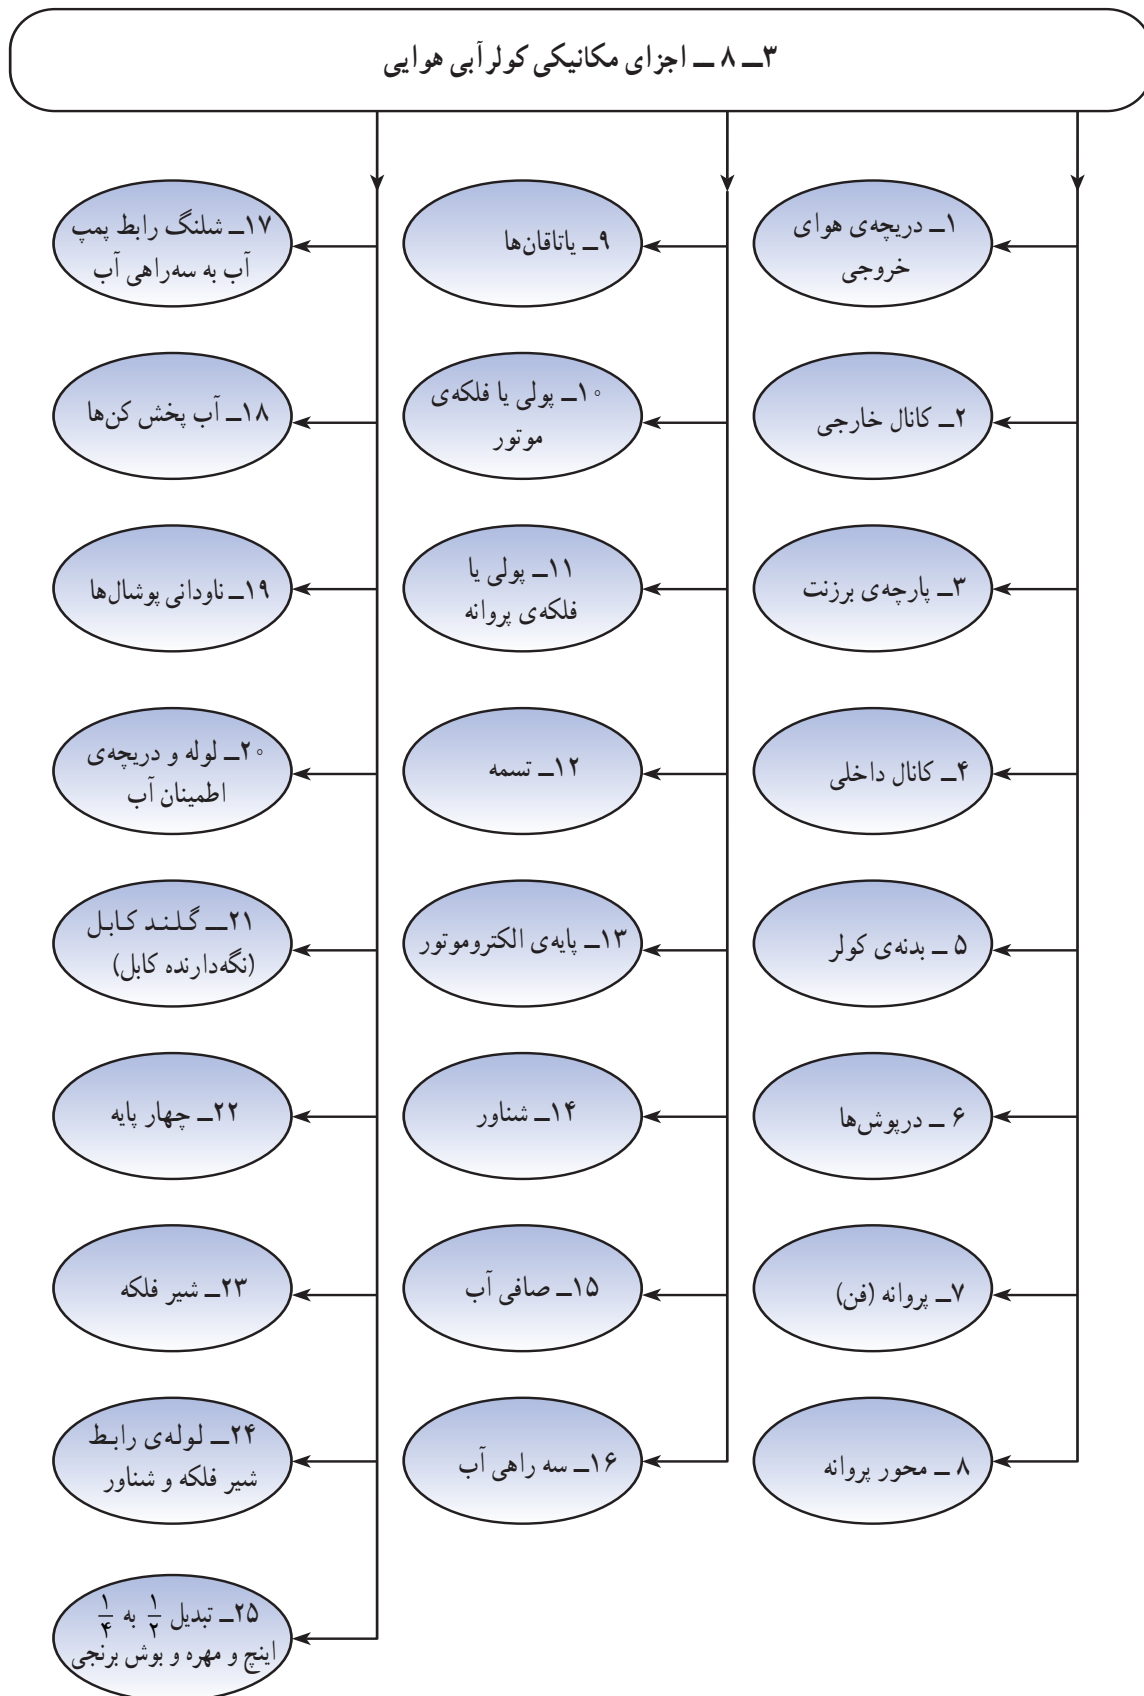 ۳ــ ۸ ــ اجزای مکانیکی کولر آبی هوایی
۱ــ دریچه‌ی هوای
خروجی
۲ــ کانال خارجی
۳ــ پارچه‌ی برزنت
۴ــ کانال داخلی
۵ ــ بدنه‌ی کولر
۶ ــ درپوش‌ها
۷ــ پروانه (فن)
۸ ــ محور پروانه
۹ــ یاتاقان‌ها
۱۰ــ پولی یا فلکه‌ی
موتور
۱۱ــ پولی یا
فلکه‌ی پروانه
۱۲ــ تسمه
۱۳ــ پایه‌ی الکتروموتور
۱۴ــ شناور
۱۵ــ صافی آب
۱۶ــ سه راهی آب
۱۷ــ شلنگ رابط پمپ
آب به سه‌راهی آب
۱۸ــ آب پخش کن‌ها
۱۹ــ ناودانی پوشال‌ها
۲۰ــ لوله و دریچه‌ی
اطمینان آب
۲۱ــ گلند کابل
(نگه‌دارنده کابل)
۲۲ــ چهار پایه
۲۳ــ شیر فلکه
۲۴ــ لوله‌ی رابط
شیر فلکه و شناور
۲۵ــ تبدیل ۱/۲ به ۱/۴
اینچ و مهره و بوش برنجی